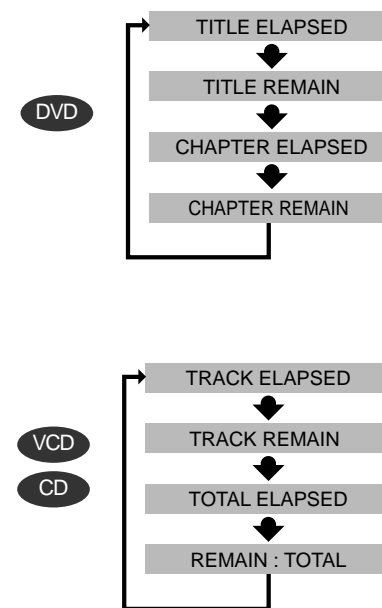 TITLE ELAPSED
TITLE REMAIN
DVD
CHAPTER ELAPSED
CHAPTER REMAIN
TRACK ELAPSED
VCD
TRACK REMAIN
CD
TOTAL ELAPSED
REMAIN : TOTAL